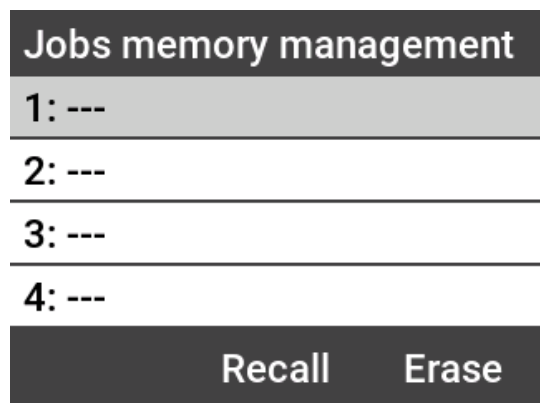 Jobs memory management
1: ---
2: ---
3: ---
4: ---
Recall Erase